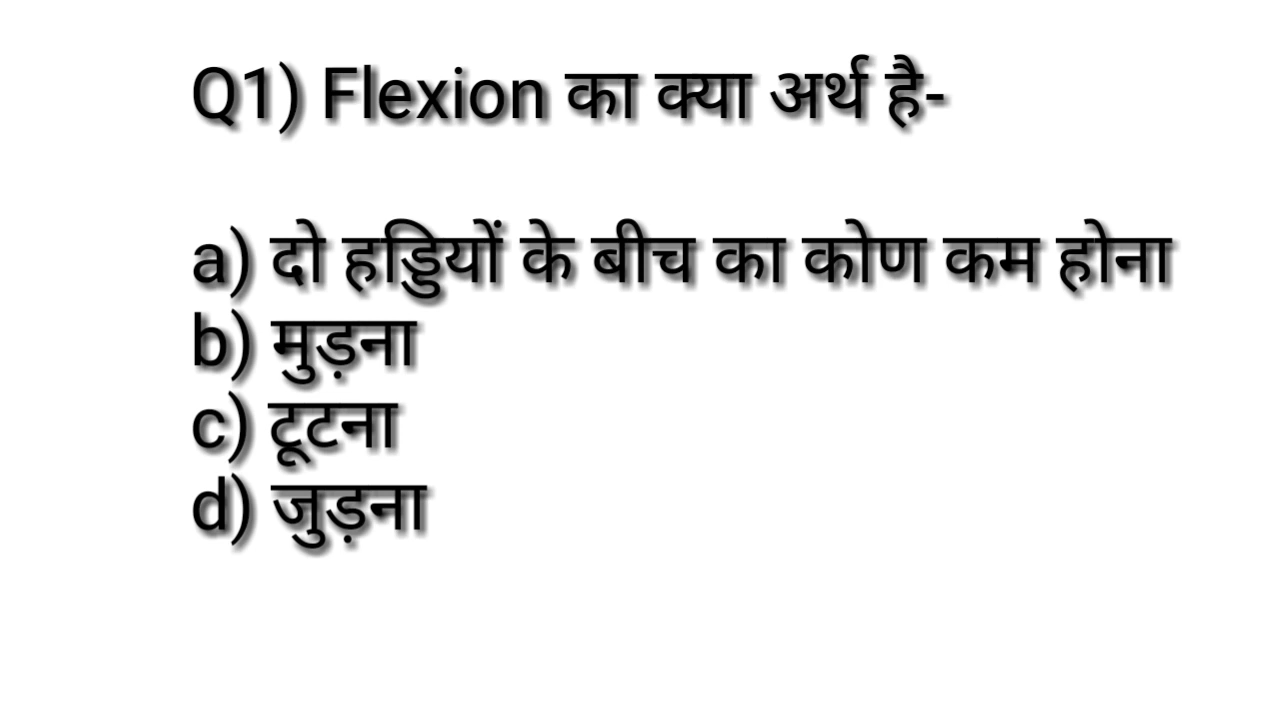 Q1) Flexion का क्या अर्थ है-
a) दो हड्डियों के बीच का कोण कम होना
b) मुड़ना
c) टूटना
d) जुड़ना